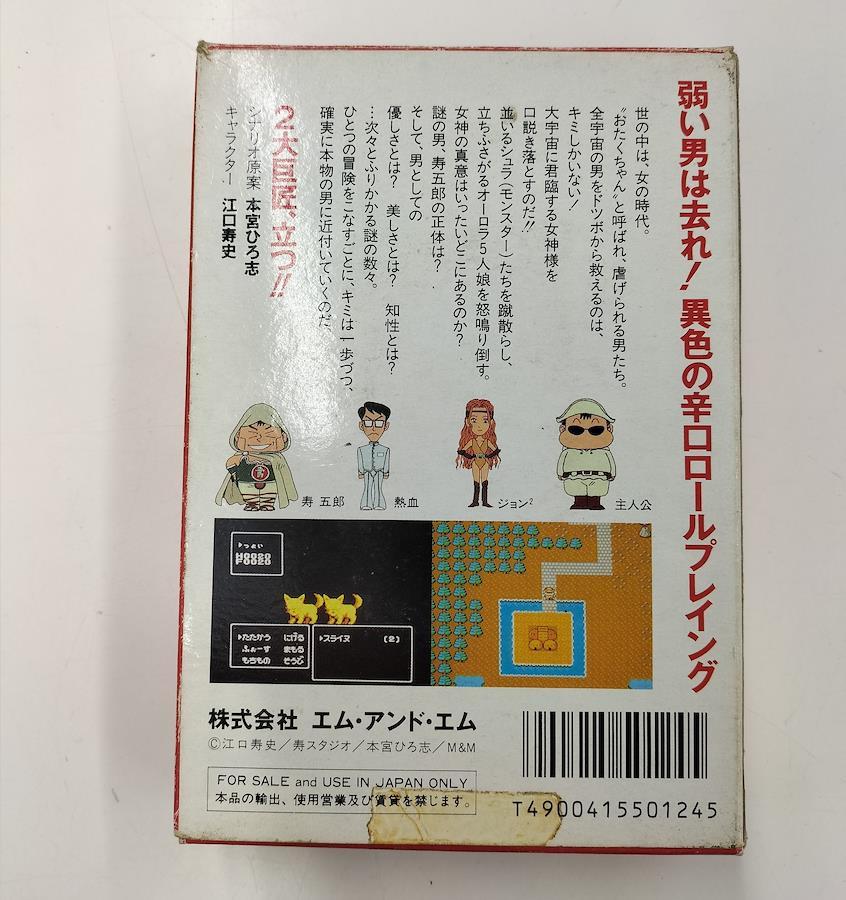 弱い男は去れ! 異色の辛口ロールプレイング
世の中は、女の時代。
“おたくちゃん”と呼ばれ、虐げられる男たち。
全宇宙の男をドツボから救えるのは、
キミしかいない!
大宇宙に君臨する女神様を
口説き落とすのだ!!
並いるシュラ(モンスター)たちを蹴散らし、
立ちふさがるオーロラ5人娘を怒鳴り倒す。
女神の真意はいったいどこにあるのか?
謎の男、寿五郎の正体は?
そして、男としての
優しさとは? 美しさとは? 知性とは?
…次々とふりかかる謎の数々。
ひとつの冒険をこなすごとに、キミは一歩づつ、
確実に本物の男に近付いていくのだ。
2大巨匠、立つ!!
シナリオ原案 本宮ひろ志
キャラクター 江口寿史
寿 五郎
熱血
ジョン²
主人公
▶つよい
▶たたかう にげる
ふぉーす まもる
もちもの そうび
▶スライヌ (2)
株式会社 エム・アンド・エム
©江口寿史/寿スタジオ/本宮ひろ志/M&M
FOR SALE and USE IN JAPAN ONLY
本品の輸出、使用営業及び賃貸を禁じます。
T4900415501245